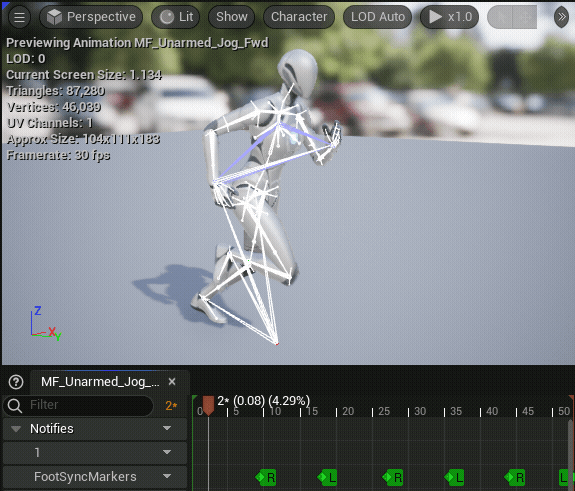 Perspective Lit Show Character LOD Auto x1.0
Previewing Animation MF_Unarmed_Jog_Fwd
LOD: 0
Current Screen Size: 1.134
Triangles: 87,280
Vertices: 46,039
UV Channels: 1
Approx Size: 104x111x183
Framerate: 30 fps
Z
X
Y
MF_Unarmed_Jog_...
Filter 2*
2* (0.08) (4.29%)
0 5 10 15 20 25 30 35 40 45 50
Notifies
1
FootSyncMarkers
R L R L R L